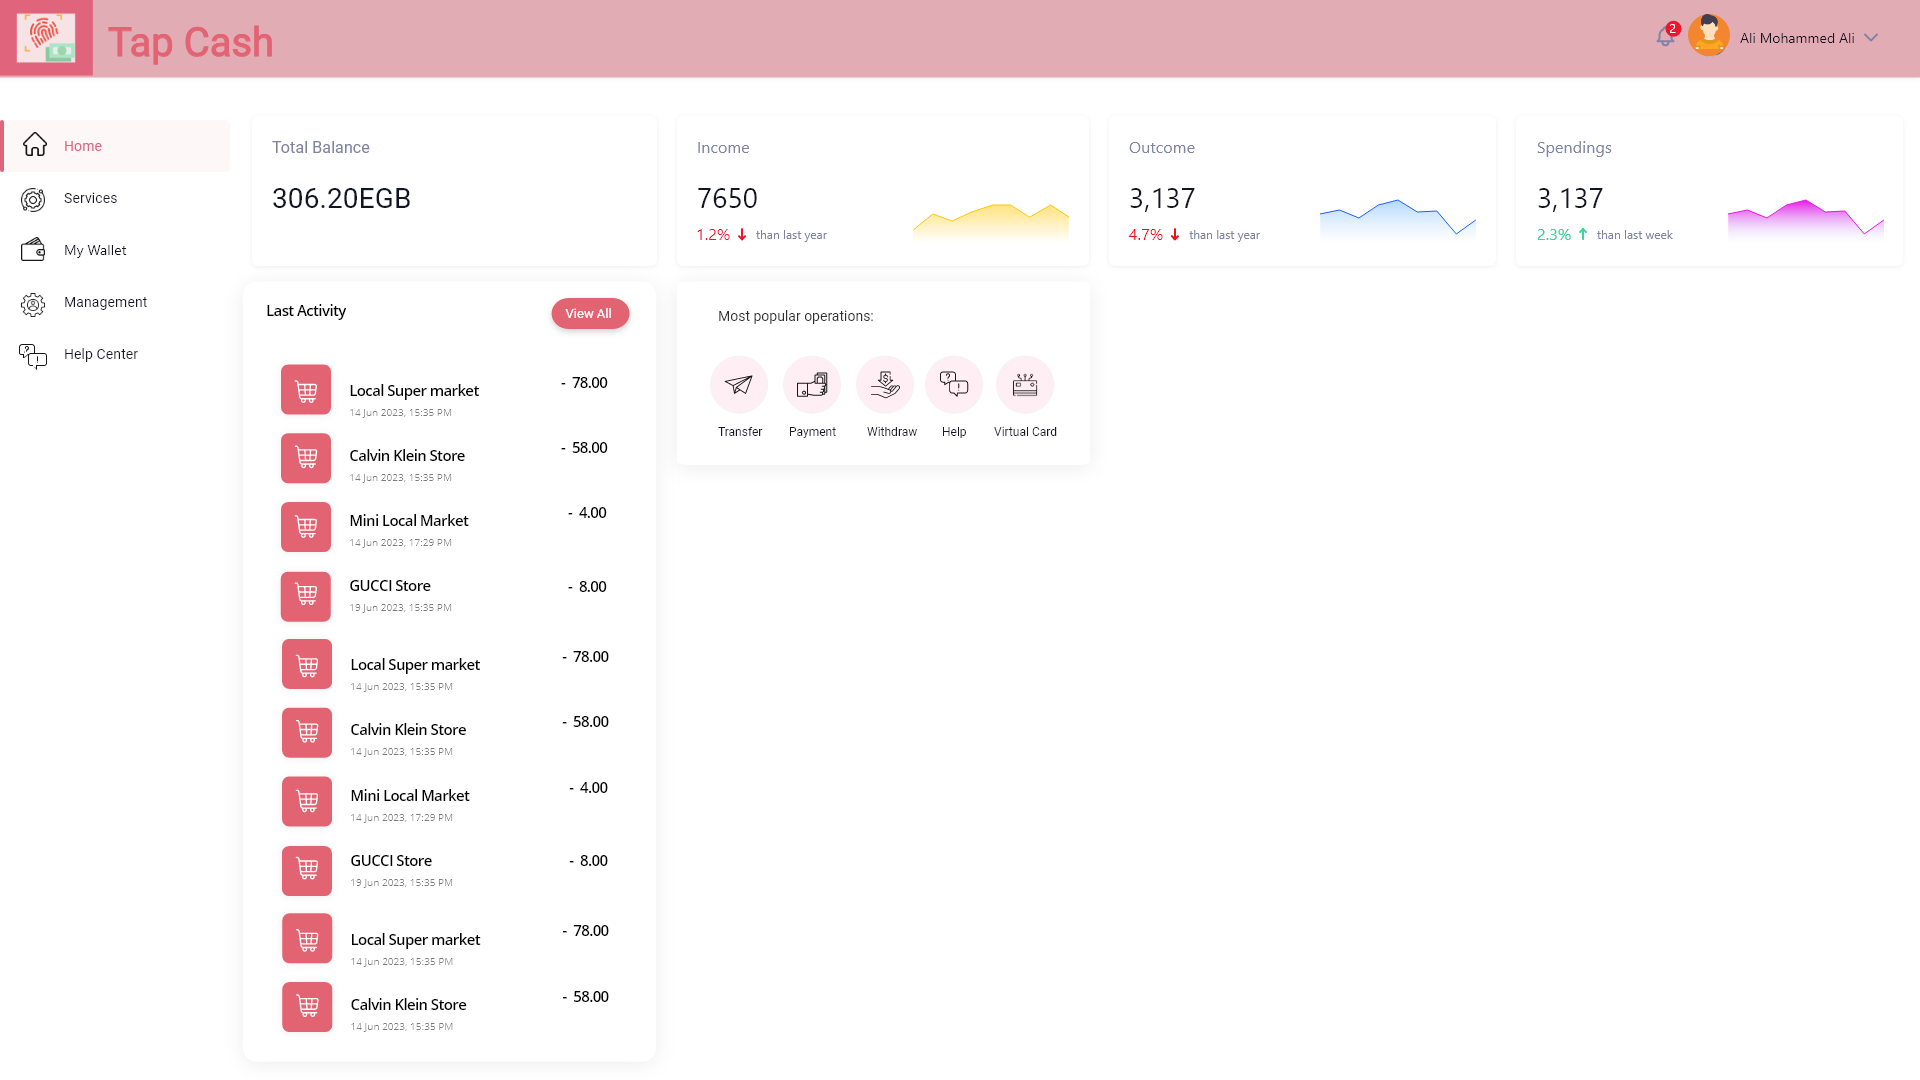 Tap Cash
2
Ali Mohammed Ali
Home
Services
My Wallet
Management
Help Center
Total Balance
306.20EGB
Income
7650
1.2% than last year
Outcome
3,137
4.7% than last year
Spendings
3,137
2.3% than last week
Last Activity
View All
Local Super market - 78.00
14 Jun 2023, 15:35 PM
Calvin Klein Store - 58.00
14 Jun 2023, 15:35 PM
Mini Local Market - 4.00
14 Jun 2023, 17:29 PM
GUCCI Store - 8.00
19 Jun 2023, 15:35 PM
Local Super market - 78.00
14 Jun 2023, 15:35 PM
Calvin Klein Store - 58.00
14 Jun 2023, 15:35 PM
Mini Local Market - 4.00
14 Jun 2023, 17:29 PM
GUCCI Store - 8.00
19 Jun 2023, 15:35 PM
Local Super market - 78.00
14 Jun 2023, 15:35 PM
Calvin Klein Store - 58.00
14 Jun 2023, 15:35 PM
Most popular operations:
Transfer
Payment
Withdraw
Help
Virtual Card